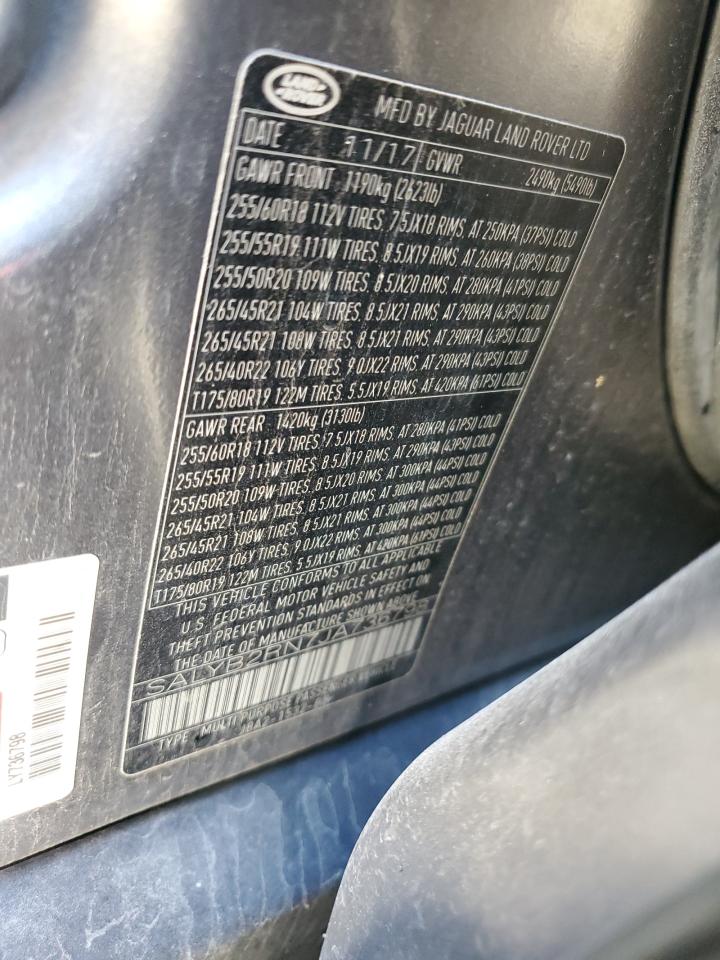 LAND
ROVER
MFD BY JAGUAR LAND ROVER LTD
DATE 11/17 GVWR 2490kg (5490lb)
GAWR FRONT 1190kg (2623lb)
255/60R18 112V TIRES, 7.5JX18 RIMS, AT 250KPA (37PSI) COLD
255/55R19 111W TIRES, 8.5JX19 RIMS, AT 260KPA (38PSI) COLD
255/50R20 109W TIRES, 8.5JX20 RIMS, AT 280KPA (41PSI) COLD
265/45R21 104W TIRES, 8.5JX21 RIMS, AT 290KPA (43PSI) COLD
265/45R21 108W TIRES, 8.5JX21 RIMS, AT 290KPA (43PSI) COLD
265/40R22 106Y TIRES, 9.0JX22 RIMS, AT 290KPA (43PSI) COLD
T175/80R19 122M TIRES, 5.5JX19 RIMS, AT 420KPA (61PSI) COLD
GAWR REAR 1420kg (3130lb)
255/60R18 112V TIRES, 7.5JX18 RIMS, AT 280KPA (41PSI) COLD
255/55R19 111W TIRES, 8.5JX19 RIMS, AT 290KPA (43PSI) COLD
255/50R20 109W TIRES, 8.5JX20 RIMS, AT 300KPA (44PSI) COLD
265/45R21 104W TIRES, 8.5JX21 RIMS, AT 300KPA (44PSI) COLD
265/45R21 108W TIRES, 8.5JX21 RIMS, AT 300KPA (44PSI) COLD
265/40R22 106Y TIRES, 9.0JX22 RIMS, AT 300KPA (44PSI) COLD
T175/80R19 122M TIRES, 5.5JX19 RIMS, AT 420KPA (61PSI) COLD
THIS VEHICLE CONFORMS TO ALL APPLICABLE
U.S. FEDERAL MOTOR VEHICLE SAFETY AND
THEFT PREVENTION STANDARDS IN EFFECT ON
THE DATE OF MANUFACTURE SHOWN ABOVE.
SALYB2RN7JA736798
TYPE : MULTI PURPOSE PASSENGER VEHICLE
LY736798